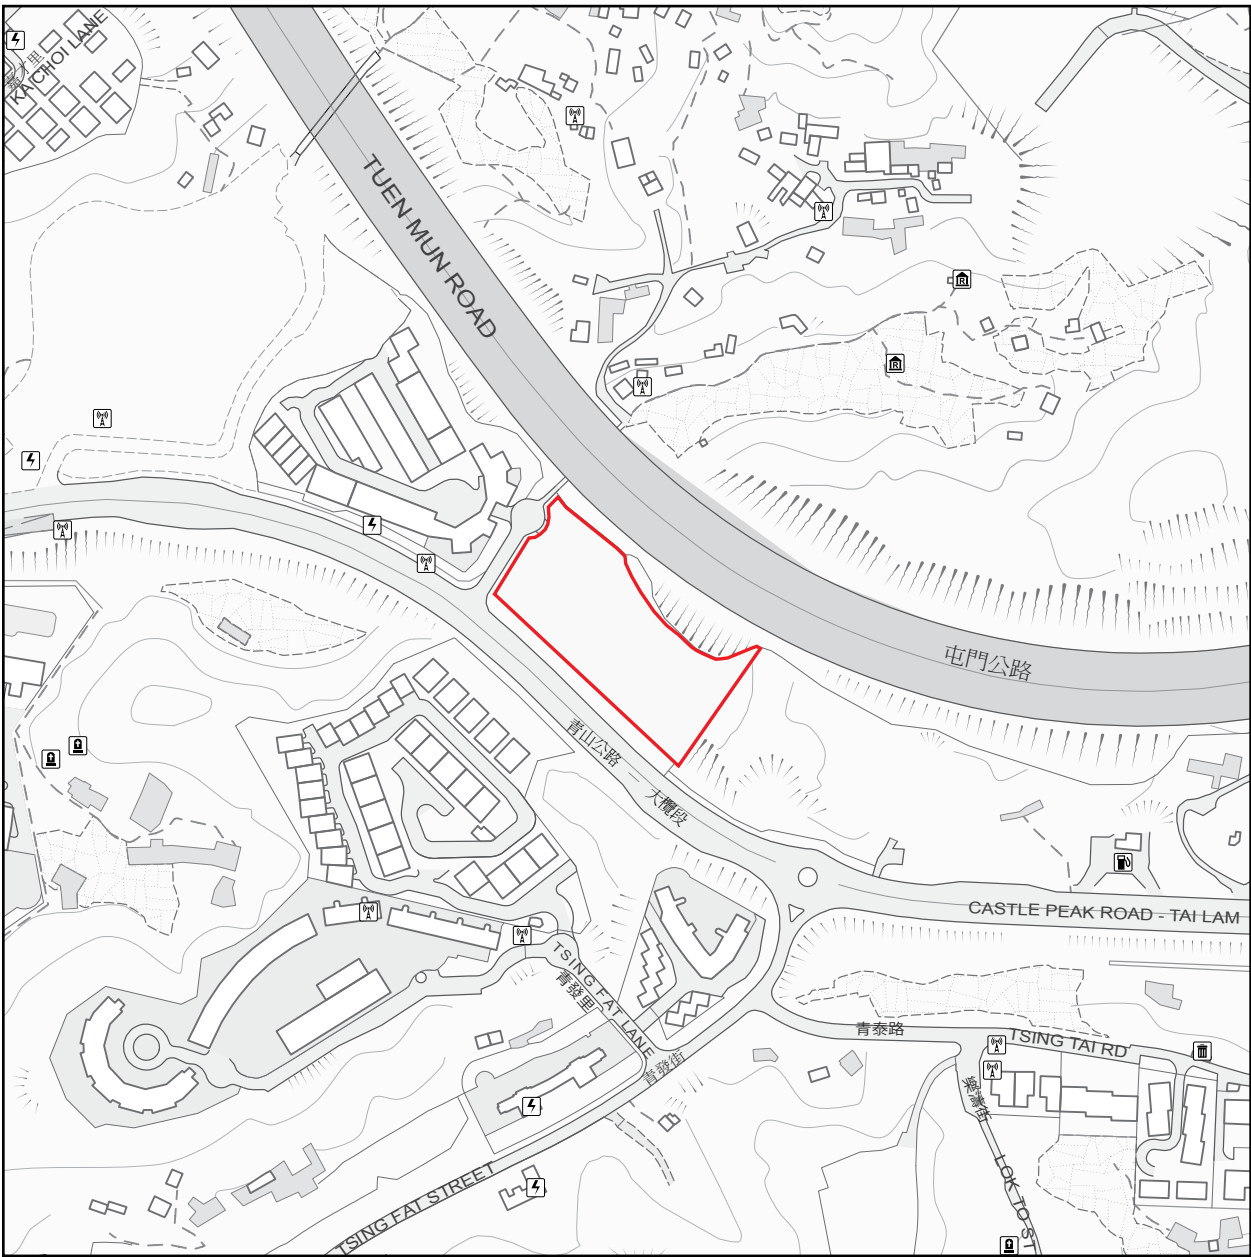 KA CHOI LANE
TUEN MUN ROAD
屯門公路
青山公路 - 大欖段
CASTLE PEAK ROAD - TAI LAM
TSING FAT LANE
青發里
青發街
青泰路
TSING TAI RD
樂濤街
LOK TO ST
TSING FAT STREET